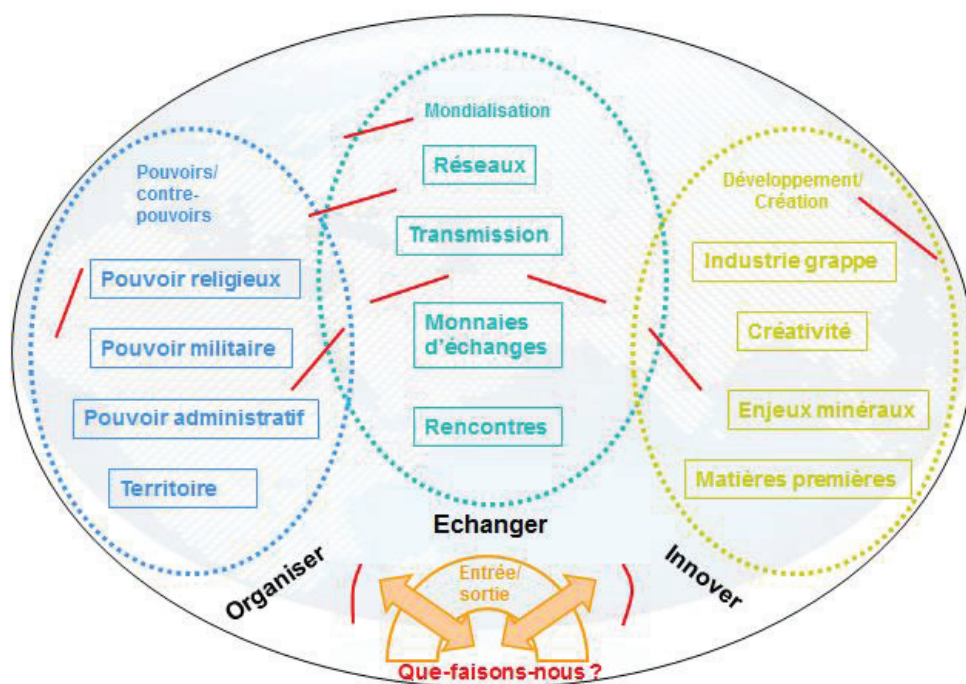 Mondialisation
Réseaux
Transmission
Monnaies
d'échanges
Rencontres
Echanger
Pouvoirs/
contre-
pouvoirs
Pouvoir religieux
Pouvoir militaire
Pouvoir administratif
Territoire
Organiser
Développement/
Création
Industrie grappe
Créativité
Enjeux minéraux
Matières premières
Innover
Entrée/
sortie
Que-faisons-nous ?